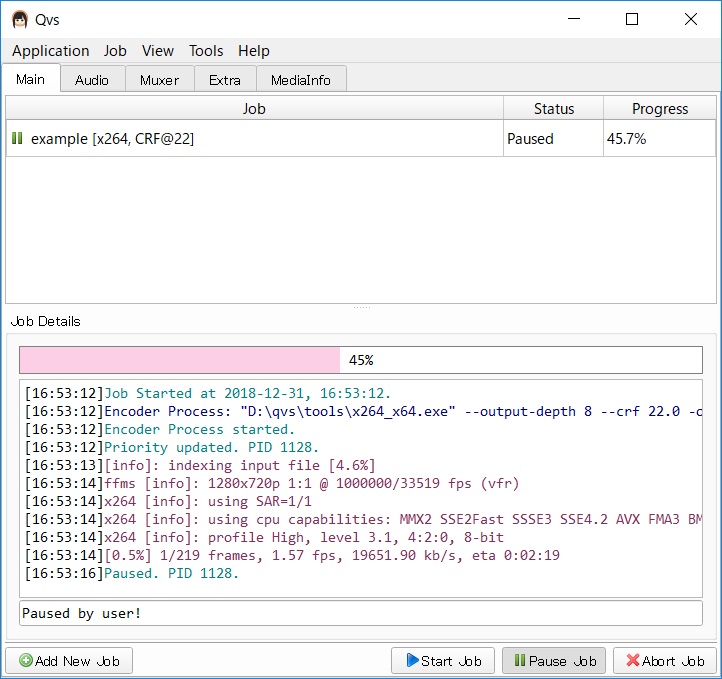 Qvs
Application Job View Tools Help
Main Audio Muxer Extra MediaInfo
Job Status Progress
example [x264, CRF@22] Paused 45.7%
Job Details
45%
[16:53:12]Job Started at 2018-12-31, 16:53:12.
[16:53:12]Encoder Process: "D:\qvs\tools\x264_x64.exe" --output-depth 8 --crf 22.0
[16:53:12]Encoder Process started.
[16:53:12]Priority updated. PID 1128.
[16:53:13][info]: indexing input file [4.6%]
[16:53:14]ffms [info]: 1280x720p 1:1 @ 1000000/33519 fps (vfr)
[16:53:14]x264 [info]: using SAR=1/1
[16:53:14]x264 [info]: using cpu capabilities: MMX2 SSE2Fast SSSE3 SSE4.2 AVX FMA3
[16:53:14]x264 [info]: profile High, level 3.1, 4:2:0, 8-bit
[16:53:14][0.5%] 1/219 frames, 1.57 fps, 19651.90 kb/s, eta 0:02:19
[16:53:16]Paused. PID 1128.
Paused by user!
Add New Job Start Job Pause Job Abort Job